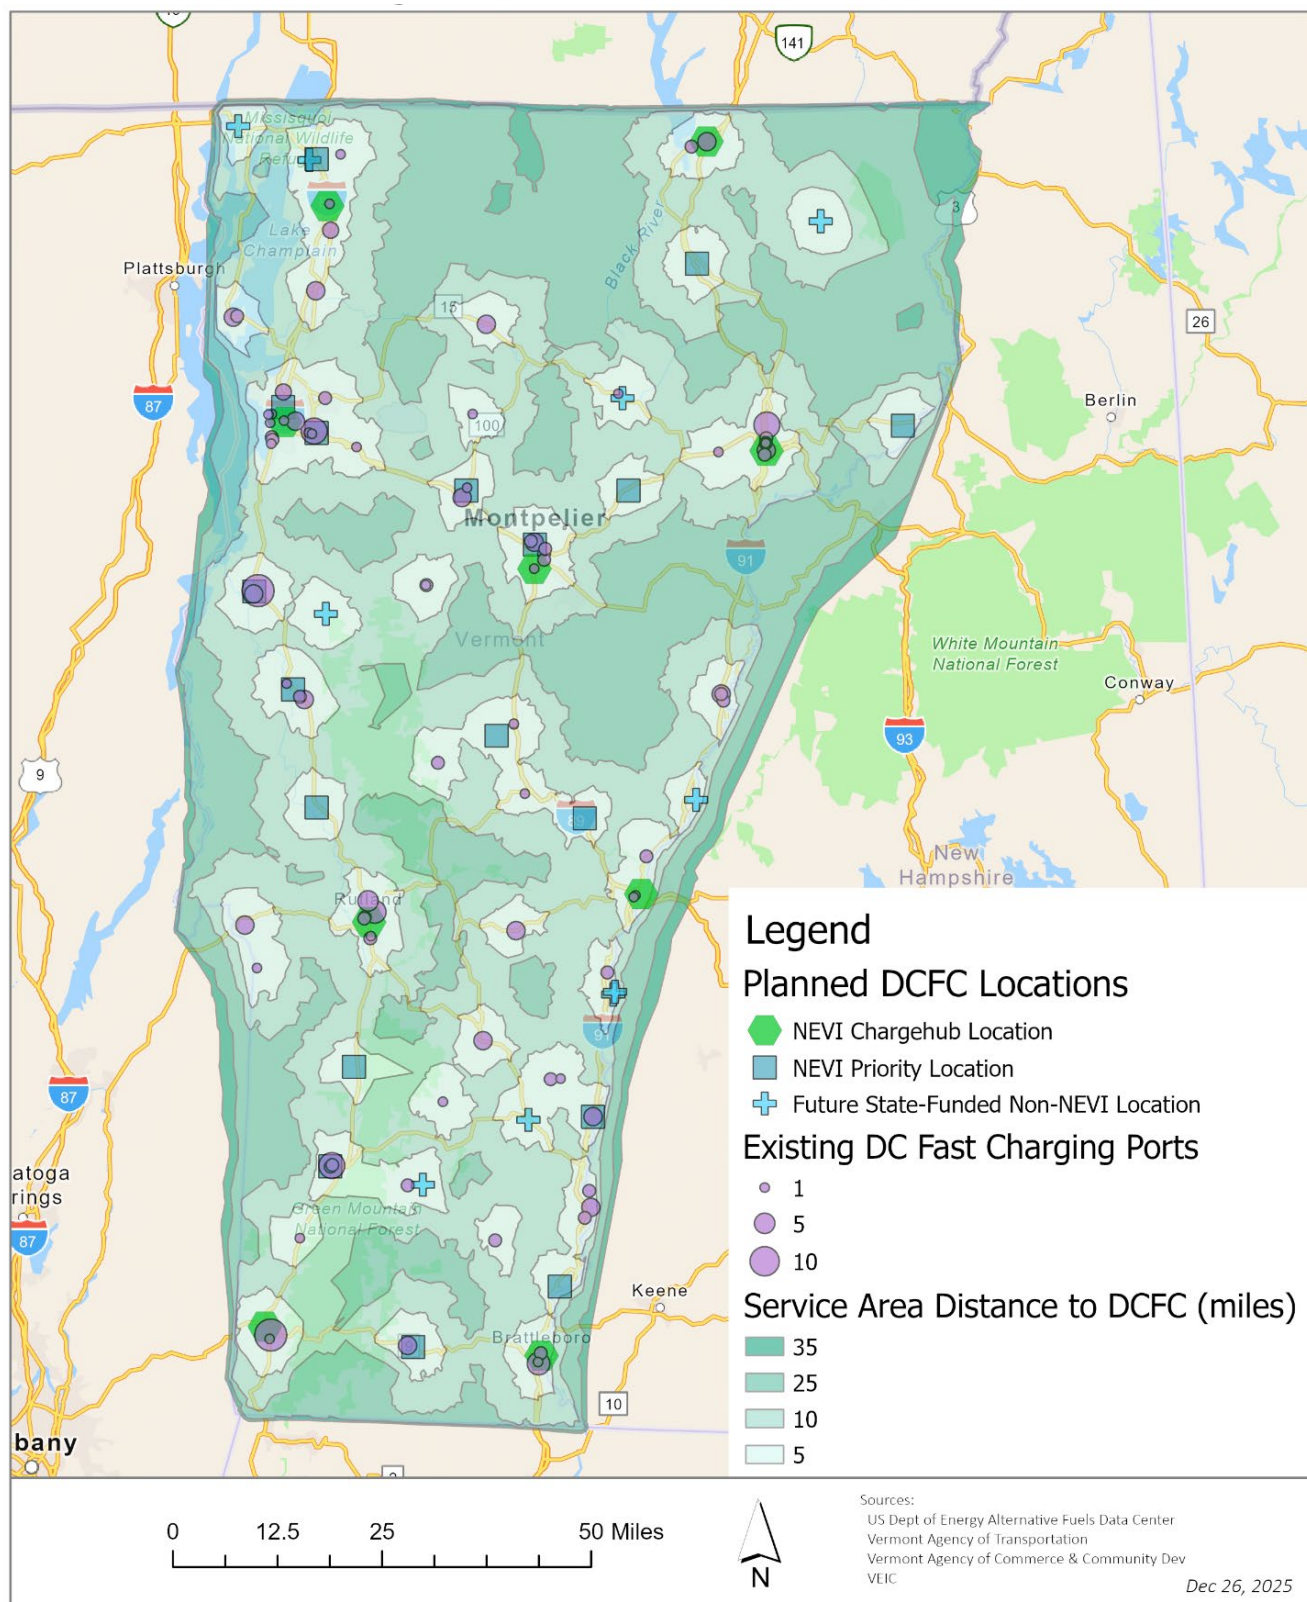 141
Missisquoi
National Wildlife
Refuge
3
Lake
Champlain
Black River
Plattsburgh
15
26
87
Berlin
100
Montpelier
91
Vermont
White Mountain
National Forest
Conway
93
9
89
New
Hampshire
Rutland
91
87
atoga
rings
87
Green Mountain
National Forest
Keene
Brattleboro
10
bany
Legend
Planned DCFC Locations
NEVI Chargehub Location
NEVI Priority Location
Future State-Funded Non-NEVI Location
Existing DC Fast Charging Ports
1
5
10
Service Area Distance to DCFC (miles)
35
25
10
5
0 12.5 25 50 Miles
N
Sources:
US Dept of Energy Alternative Fuels Data Center
Vermont Agency of Transportation
Vermont Agency of Commerce & Community Dev
VEIC
Dec 26, 2025